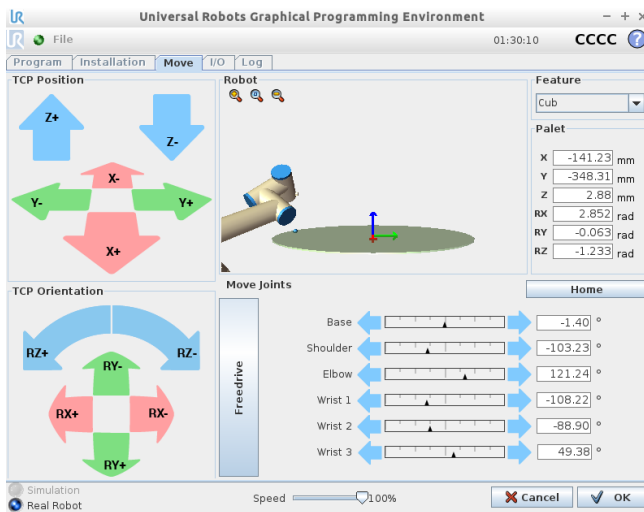 UR Universal Robots Graphical Programming Environment
UR File 01:30:10 CCCC ?
Program Installation Move I/O Log
TCP Position
Z+ Z-
X-
Y- Y+
X+
Robot
Feature
Cub
Palet
X -141.23 mm
Y -348.31 mm
Z 2.88 mm
RX 2.852 rad
RY -0.063 rad
RZ -1.233 rad
TCP Orientation
RZ+ RZ-
RY-
RX+ RX-
RY+
Move Joints
Home
Freedrive
Base -1.40 °
Shoulder -103.23 °
Elbow 121.24 °
Wrist 1 -108.22 °
Wrist 2 -88.90 °
Wrist 3 49.38 °
Simulation
Real Robot
Speed 100%
Cancel OK